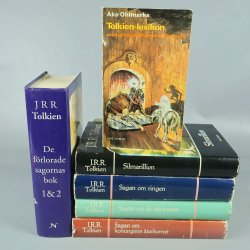 Åke Ohlmarks
Tolkien-lexikon
J R R
Tolkien
De
förlorade
sagornas
bok
1 & 2
N
J.R.R.
Tolkien
Silmarillion
J.R.R.
Tolkien
Sagan om ringen
J.R.R.
Tolkien
Sagan om de två tornen
J.R.R.
Tolkien
Sagan om
konungens återkomst